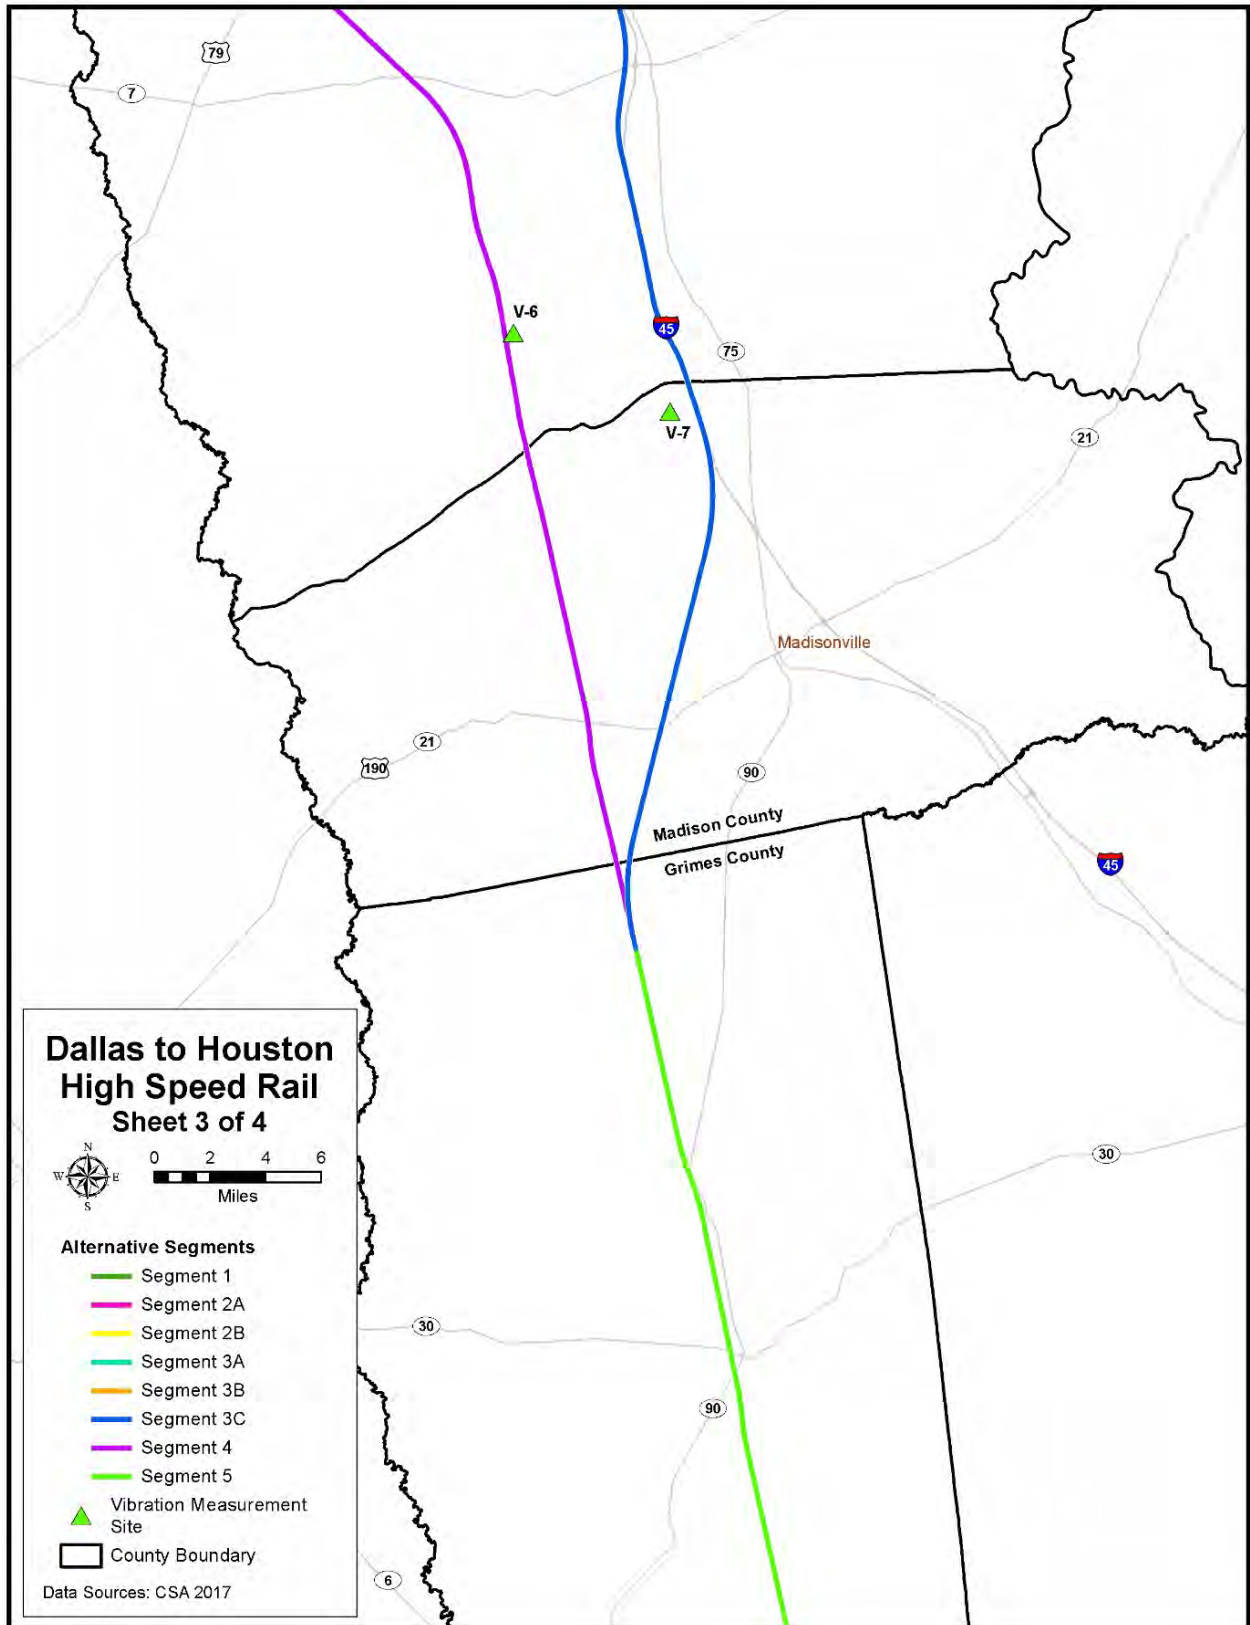 79
7
V-6
45
75
V-7
21
Madisonville
21
190
90
Madison County
Grimes County
45
Dallas to Houston
High Speed Rail
Sheet 3 of 4
N
W E
S
0 2 4 6
Miles
30
Alternative Segments
Segment 1
Segment 2A
Segment 2B
Segment 3A
Segment 3B
Segment 3C
Segment 4
Segment 5
Vibration Measurement
Site
County Boundary
Data Sources: CSA 2017
30
90
6